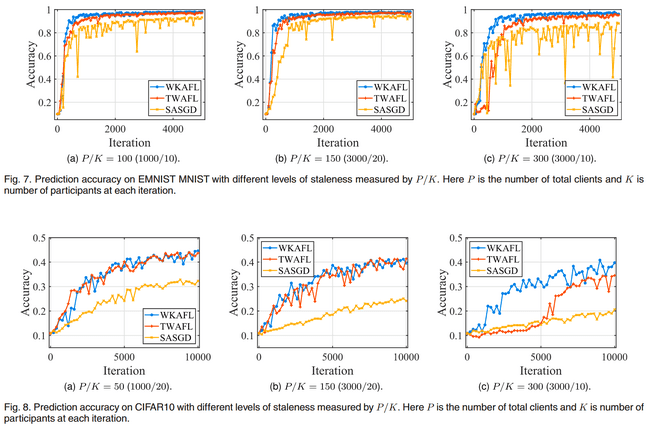 1
0.8
0.6
0.4
0.2
Accuracy
WKAFL
TWAFL
SASGD
0
2000
4000
Iteration
(a) P/K = 100 (1000/10).
1
0.8
0.6
0.4
0.2
Accuracy
WKAFL
TWAFL
SASGD
0
2000
4000
Iteration
(b) P/K = 150 (3000/20).
1
0.8
0.6
0.4
0.2
Accuracy
WKAFL
TWAFL
SASGD
0
2000
4000
Iteration
(c) P/K = 300 (3000/10).
Fig. 7. Prediction accuracy on EMNIST MNIST with different levels of staleness measured by P/K. Here P is the number of total clients and K is
number of participants at each iteration.
0.5
0.4
0.3
0.2
0.1
Accuracy
WKAFL
TWAFL
SASGD
0
5000
10000
Iteration
(a) P/K = 50 (1000/20).
0.5
0.4
0.3
0.2
0.1
Accuracy
WKAFL
TWAFL
SASGD
0
5000
10000
Iteration
(b) P/K = 150 (3000/20).
0.5
0.4
0.3
0.2
0.1
Accuracy
WKAFL
TWAFL
SASGD
0
5000
10000
Iteration
(c) P/K = 300 (3000/10).
Fig. 8. Prediction accuracy on CIFAR10 with different levels of staleness measured by P/K. Here P is the number of total clients and K is number of
participants at each iteration.